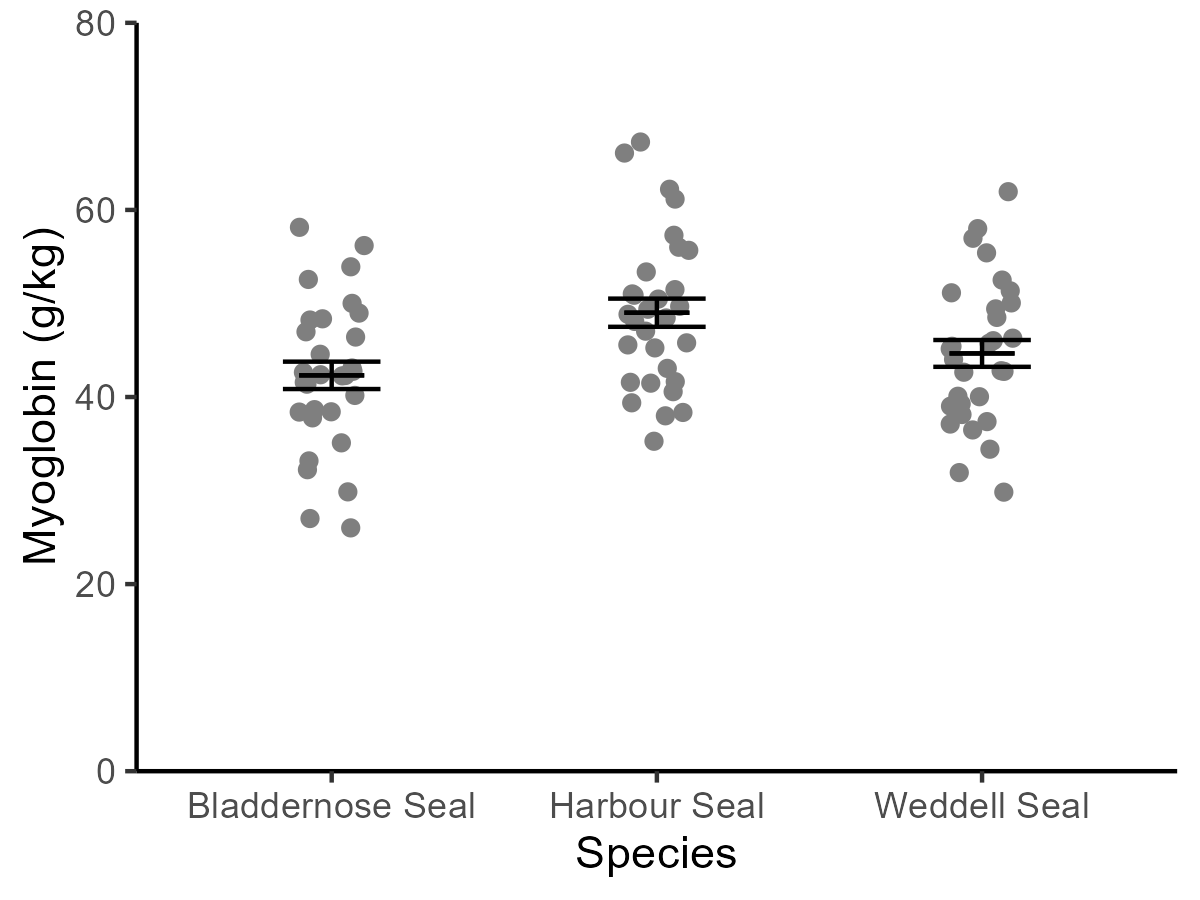 80
60
40
20
0
Myoglobin (g/kg)
Bladdernose Seal
Harbour Seal
Weddell Seal
Species